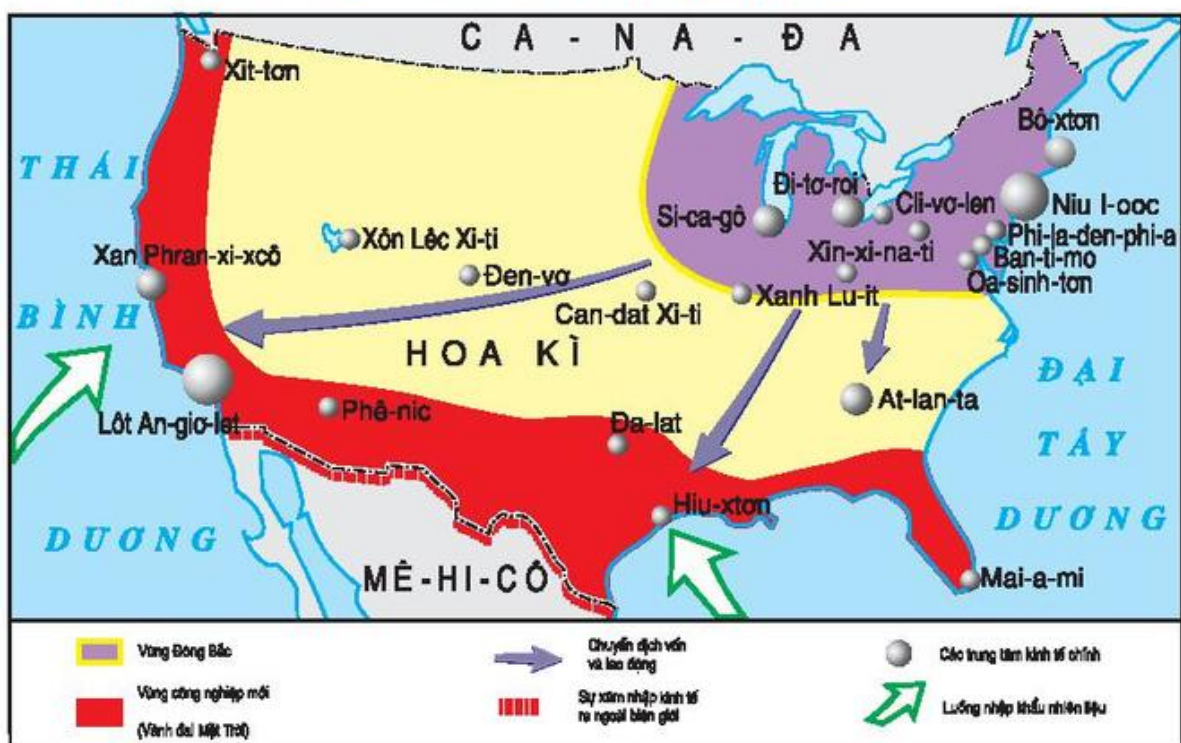 CA-NA-ĐA
Xit-tơn
Bô-xtơn
THÁI
Đi-tơ-roi
Si-ca-gô
Cli-vơ-len
Niu I-ooc
Xôn Lêc Xi-ti
Phi-la-đen-phi-a
Xan Phran-xi-xcô
Xin-xi-na-ti
Ban-ti-mo
Đen-vơ
Oa-sinh-tơn
Can-dat Xi-ti
Xanh Lu-it
BÌNH
HOA KÌ
ĐẠI
At-lan-ta
Lôt An-giơ-let
Phê-nic
Đa-lat
TÂY
Hiu-xtơn
DƯƠNG
DƯƠNG
MÊ-HI-CÔ
Mai-a-mi
Vùng Đông Bắc
Vùng công nghiệp mới
(Vành đai Mặt Trời)
Chuyển dịch vốn
và lao động
Sự xâm nhập kinh tế
ra ngoài biên giới
Các trung tâm kinh tế chính
Luồng nhập khẩu nhiên liệu